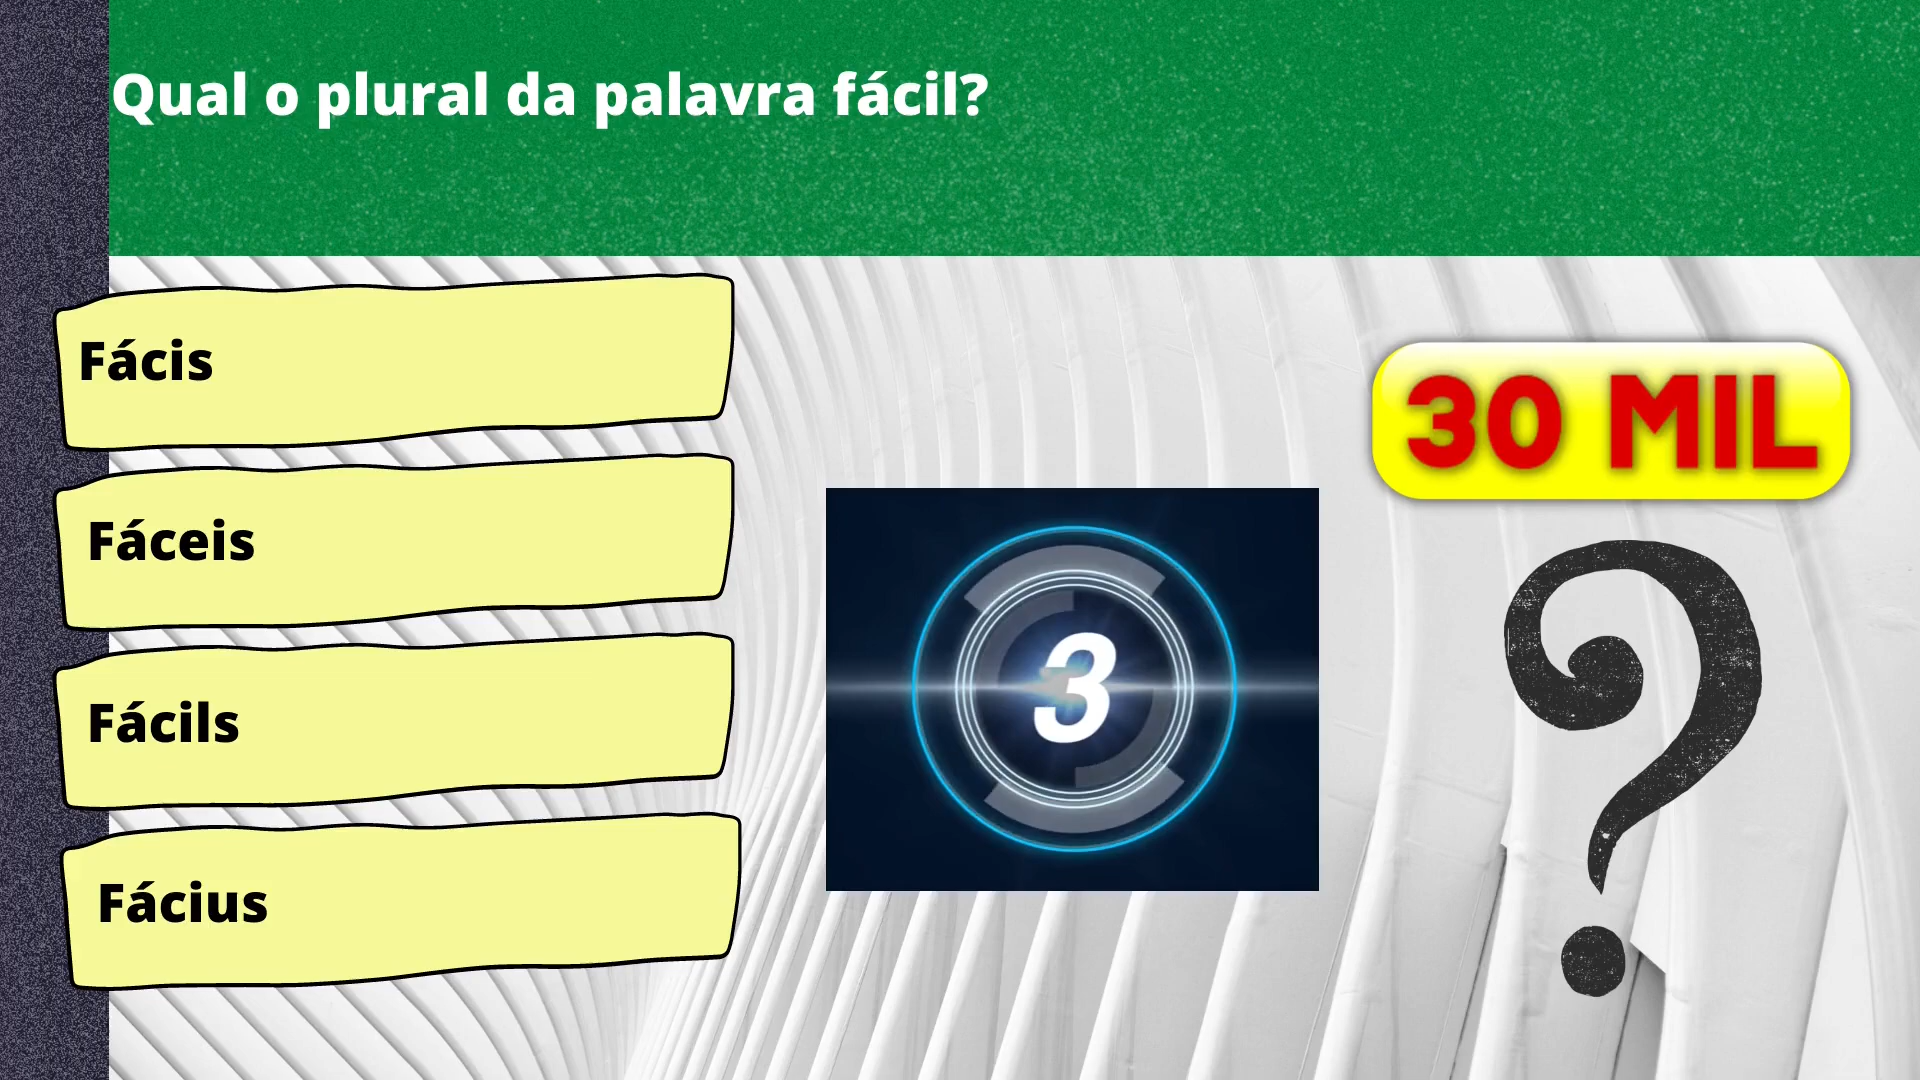 Qual o plural da palavra fácil?
Fácis
Fáceis
Fácils
Fácius
30 MIL
3
?